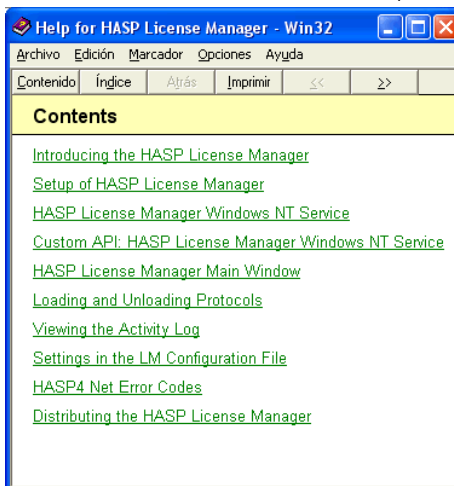 Help for HASP License Manager - Win32
Archivo Edición Marcador Opciones Ayuda
Contenido Índice Atrás Imprimir << >>
Contents
Introducing the HASP License Manager
Setup of HASP License Manager
HASP License Manager Windows NT Service
Custom API: HASP License Manager Windows NT Service
HASP License Manager Main Window
Loading and Unloading Protocols
Viewing the Activity Log
Settings in the LM Configuration File
HASP4 Net Error Codes
Distributing the HASP License Manager